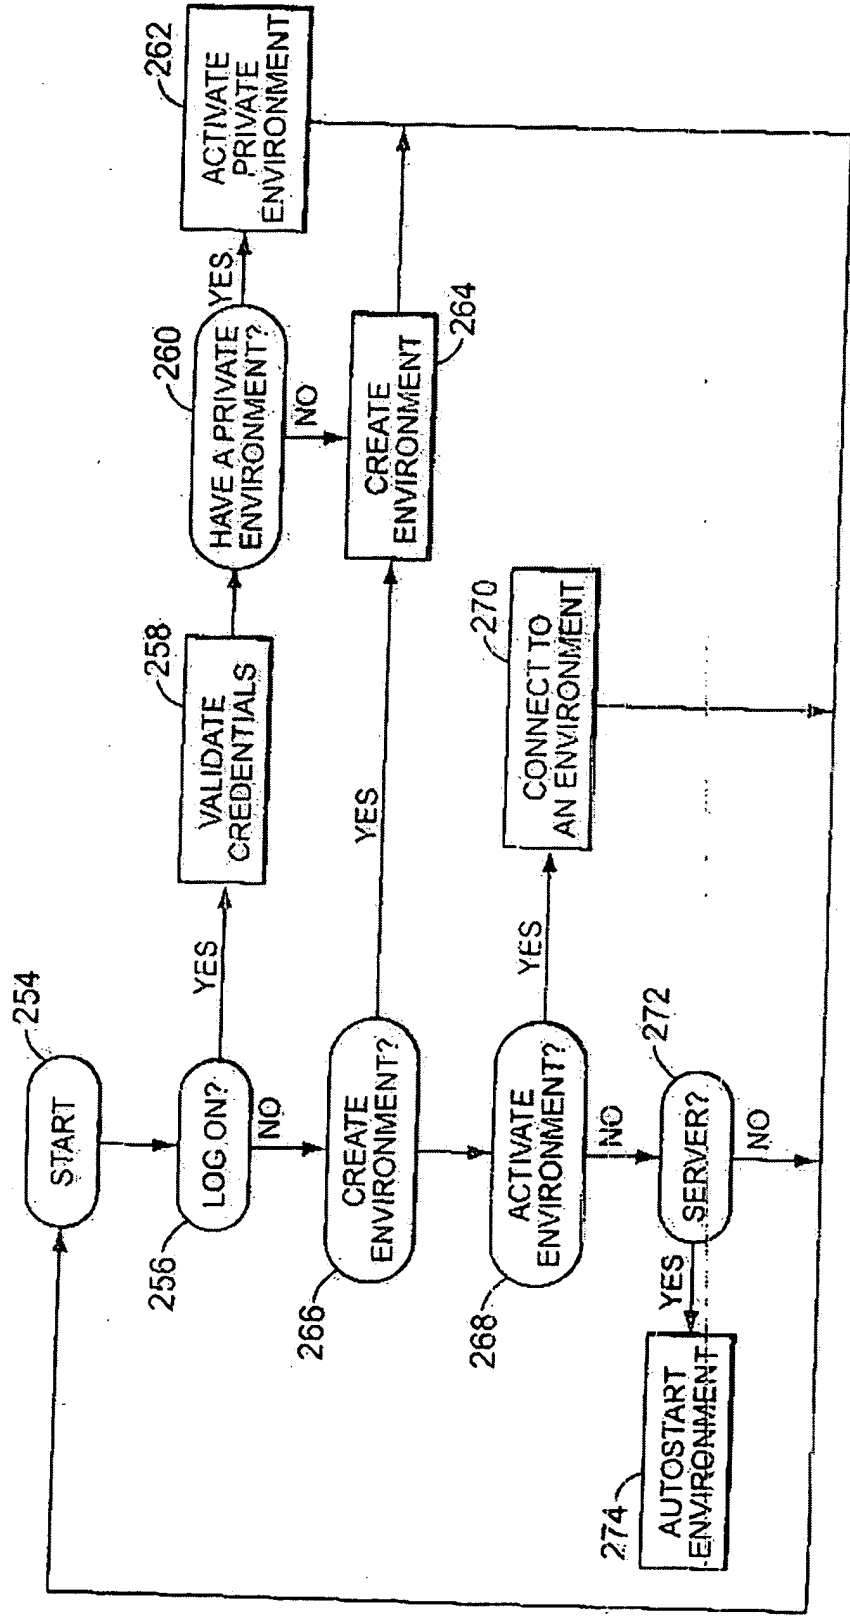 254
START
256
LOG ON?
YES
258
VALIDATE
CREDENTIALS
260
HAVE A PRIVATE
ENVIRONMENT?
YES
262
ACTIVATE
PRIVATE
ENVIRONMENT
NO
NO
266
CREATE
ENVIRONMENT?
YES
CREATE
ENVIRONMENT
264
268
ACTIVATE
ENVIRONMENT?
YES
270
CONNECT TO
AN ENVIRONMENT
NO
272
SERVER?
YES
NO
274
AUTOSTART
ENVIRONMENT